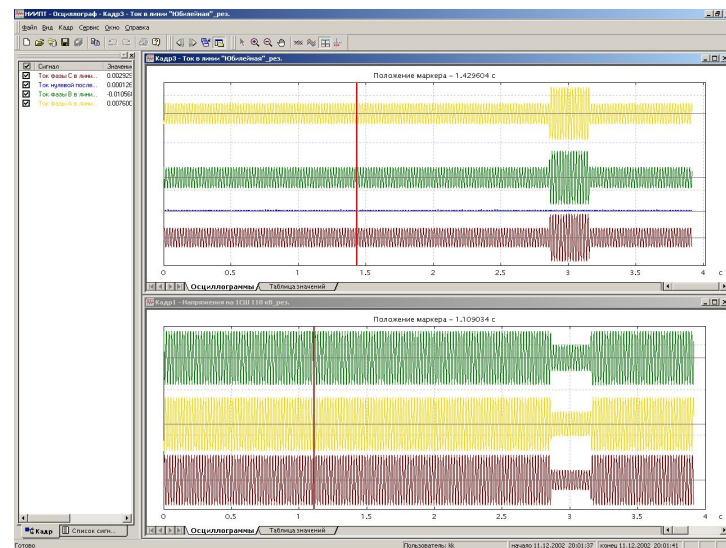 НИИПТ - Осциллограф - Кадр3 - Ток в линии "Юбилейная"_рез.
Файл Вид Кадр Сервис Окно Справка
Сигнал Значени
Ток фазы C в лини... 0.002925
Ток нулевой после... 0.000126
Ток фазы B в лини... -0.01056
Ток фазы A в лини... 0.00760
Кадр3 - Ток в линии "Юбилейная"_рез.
Положение маркера - 1.429604 с
0 0.5 1 1.5 2 2.5 3 3.5 4 с
Осциллограммы Таблица значений
Кадр1 - Напряжения на 1СШ 110 кВ_рез.
Положение маркера - 1.109034 с
0 0.5 1 1.5 2 2.5 3 3.5 4 с
Осциллограммы Таблица значений
Кадр Список сигн...
Готово
Пользователь: kk
начало 11.12.2002 20:01:37 конец 11.12.2002 20:01:41